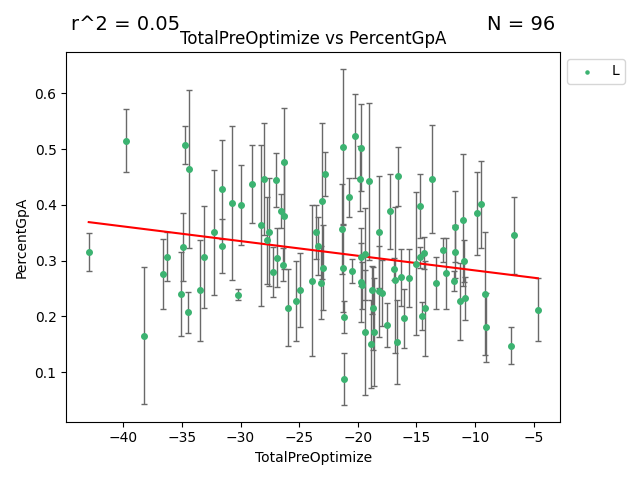 r^2 = 0.05
N = 96
TotalPreOptimize vs PercentGpA
L
0.6
0.5
0.4
0.3
0.2
0.1
PercentGpA
−40
−35
−30
−25
−20
−15
−10
−5
TotalPreOptimize